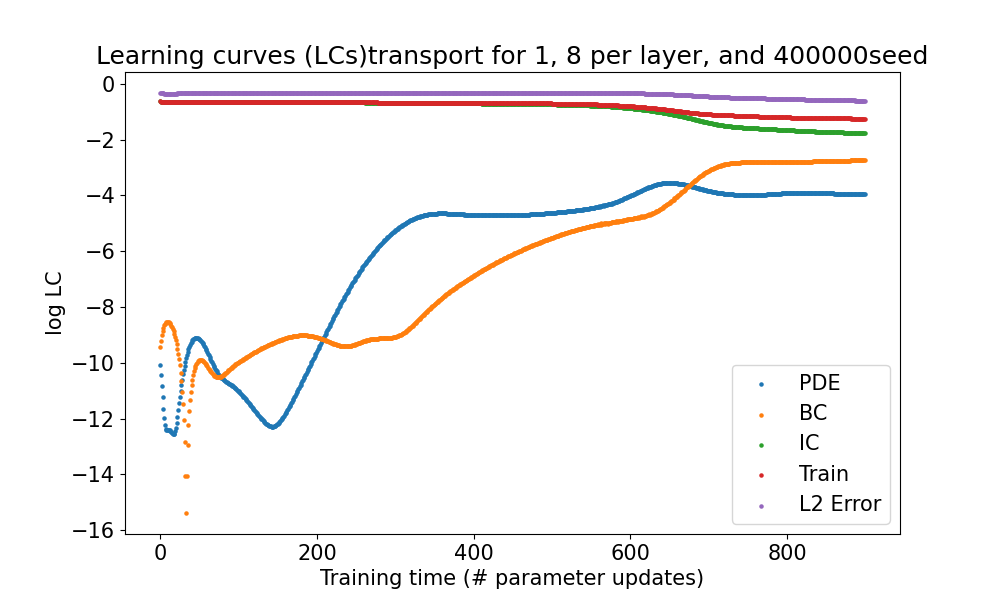 Learning curves (LCs)transport for 1, 8 per layer, and 400000seed
log LC
0
−2
−4
−6
−8
−10
−12
−14
−16
PDE
BC
IC
Train
L2 Error
0 200 400 600 800
Training time (# parameter updates)